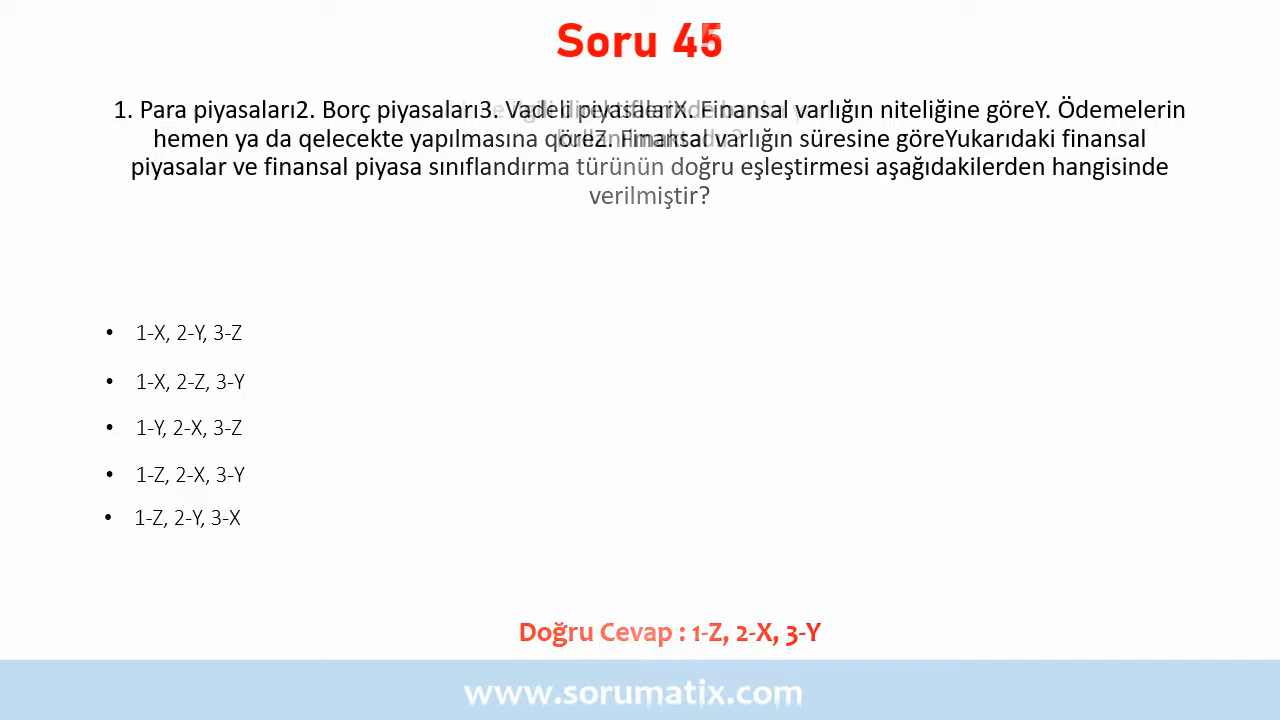 Soru 45
1. Para piyasaları2. Borç piyasaları3. Vadeli piyasalarX. Finansal varlığın niteliğine göreY. Ödemelerin
hemen ya da qelecekte yapılmasına qöreZ. Finansal varlığın süresine göreYukarıdaki finansal
piyasalar ve finansal piyasa sınıflandırma türünün doğru eşleştirmesi aşağıdakilerden hangisinde
verilmiştir?
• 1-X, 2-Y, 3-Z
• 1-X, 2-Z, 3-Y
• 1-Y, 2-X, 3-Z
• 1-Z, 2-X, 3-Y
• 1-Z, 2-Y, 3-X
Doğru Cevap : 1-Z, 2-X, 3-Y
www.sorumatix.com